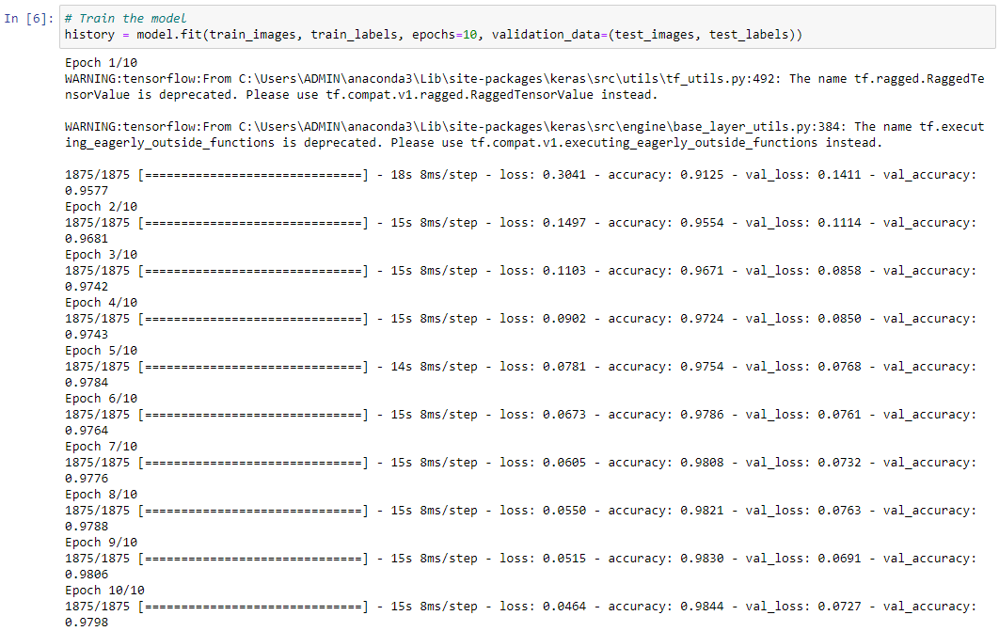 In [6]: # Train the model
history = model.fit(train_images, train_labels, epochs=10, validation_data=(test_images, test_labels))
Epoch 1/10
WARNING:tensorflow:From C:\Users\ADMIN\anaconda3\Lib\site-packages\keras\src\utils\tf_utils.py:492: The name tf.ragged.RaggedTe
nsorValue is deprecated. Please use tf.compat.v1.ragged.RaggedTensorValue instead.
WARNING:tensorflow:From C:\Users\ADMIN\anaconda3\Lib\site-packages\keras\src\engine\base_layer_utils.py:384: The name tf.execut
ing_eagerly_outside_functions is deprecated. Please use tf.compat.v1.executing_eagerly_outside_functions instead.
1875/1875 [==============================] - 18s 8ms/step - loss: 0.3041 - accuracy: 0.9125 - val_loss: 0.1411 - val_accuracy:
0.9577
Epoch 2/10
1875/1875 [==============================] - 15s 8ms/step - loss: 0.1497 - accuracy: 0.9554 - val_loss: 0.1114 - val_accuracy:
0.9681
Epoch 3/10
1875/1875 [==============================] - 15s 8ms/step - loss: 0.1103 - accuracy: 0.9671 - val_loss: 0.0858 - val_accuracy:
0.9742
Epoch 4/10
1875/1875 [==============================] - 15s 8ms/step - loss: 0.0902 - accuracy: 0.9724 - val_loss: 0.0850 - val_accuracy:
0.9743
Epoch 5/10
1875/1875 [==============================] - 14s 8ms/step - loss: 0.0781 - accuracy: 0.9754 - val_loss: 0.0768 - val_accuracy:
0.9784
Epoch 6/10
1875/1875 [==============================] - 15s 8ms/step - loss: 0.0673 - accuracy: 0.9786 - val_loss: 0.0761 - val_accuracy:
0.9764
Epoch 7/10
1875/1875 [==============================] - 15s 8ms/step - loss: 0.0605 - accuracy: 0.9808 - val_loss: 0.0732 - val_accuracy:
0.9776
Epoch 8/10
1875/1875 [==============================] - 15s 8ms/step - loss: 0.0550 - accuracy: 0.9821 - val_loss: 0.0763 - val_accuracy:
0.9788
Epoch 9/10
1875/1875 [==============================] - 15s 8ms/step - loss: 0.0515 - accuracy: 0.9830 - val_loss: 0.0691 - val_accuracy:
0.9806
Epoch 10/10
1875/1875 [==============================] - 15s 8ms/step - loss: 0.0464 - accuracy: 0.9844 - val_loss: 0.0727 - val_accuracy:
0.9798